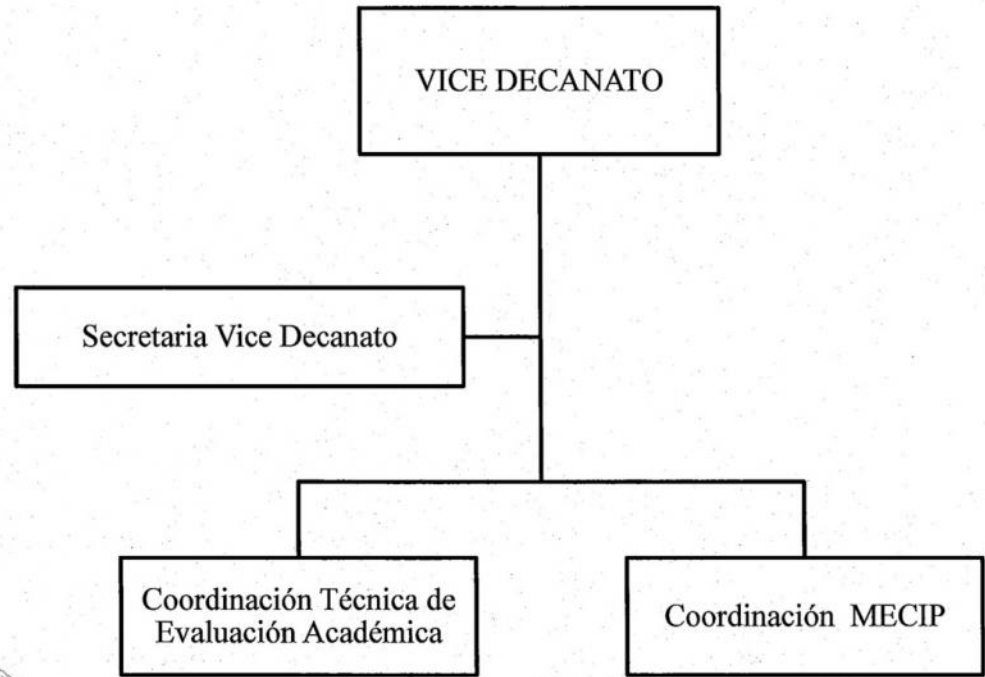 VICE DECANATO
Secretaria Vice Decanato
Coordinación Técnica de
Evaluación Académica
Coordinación MECIP